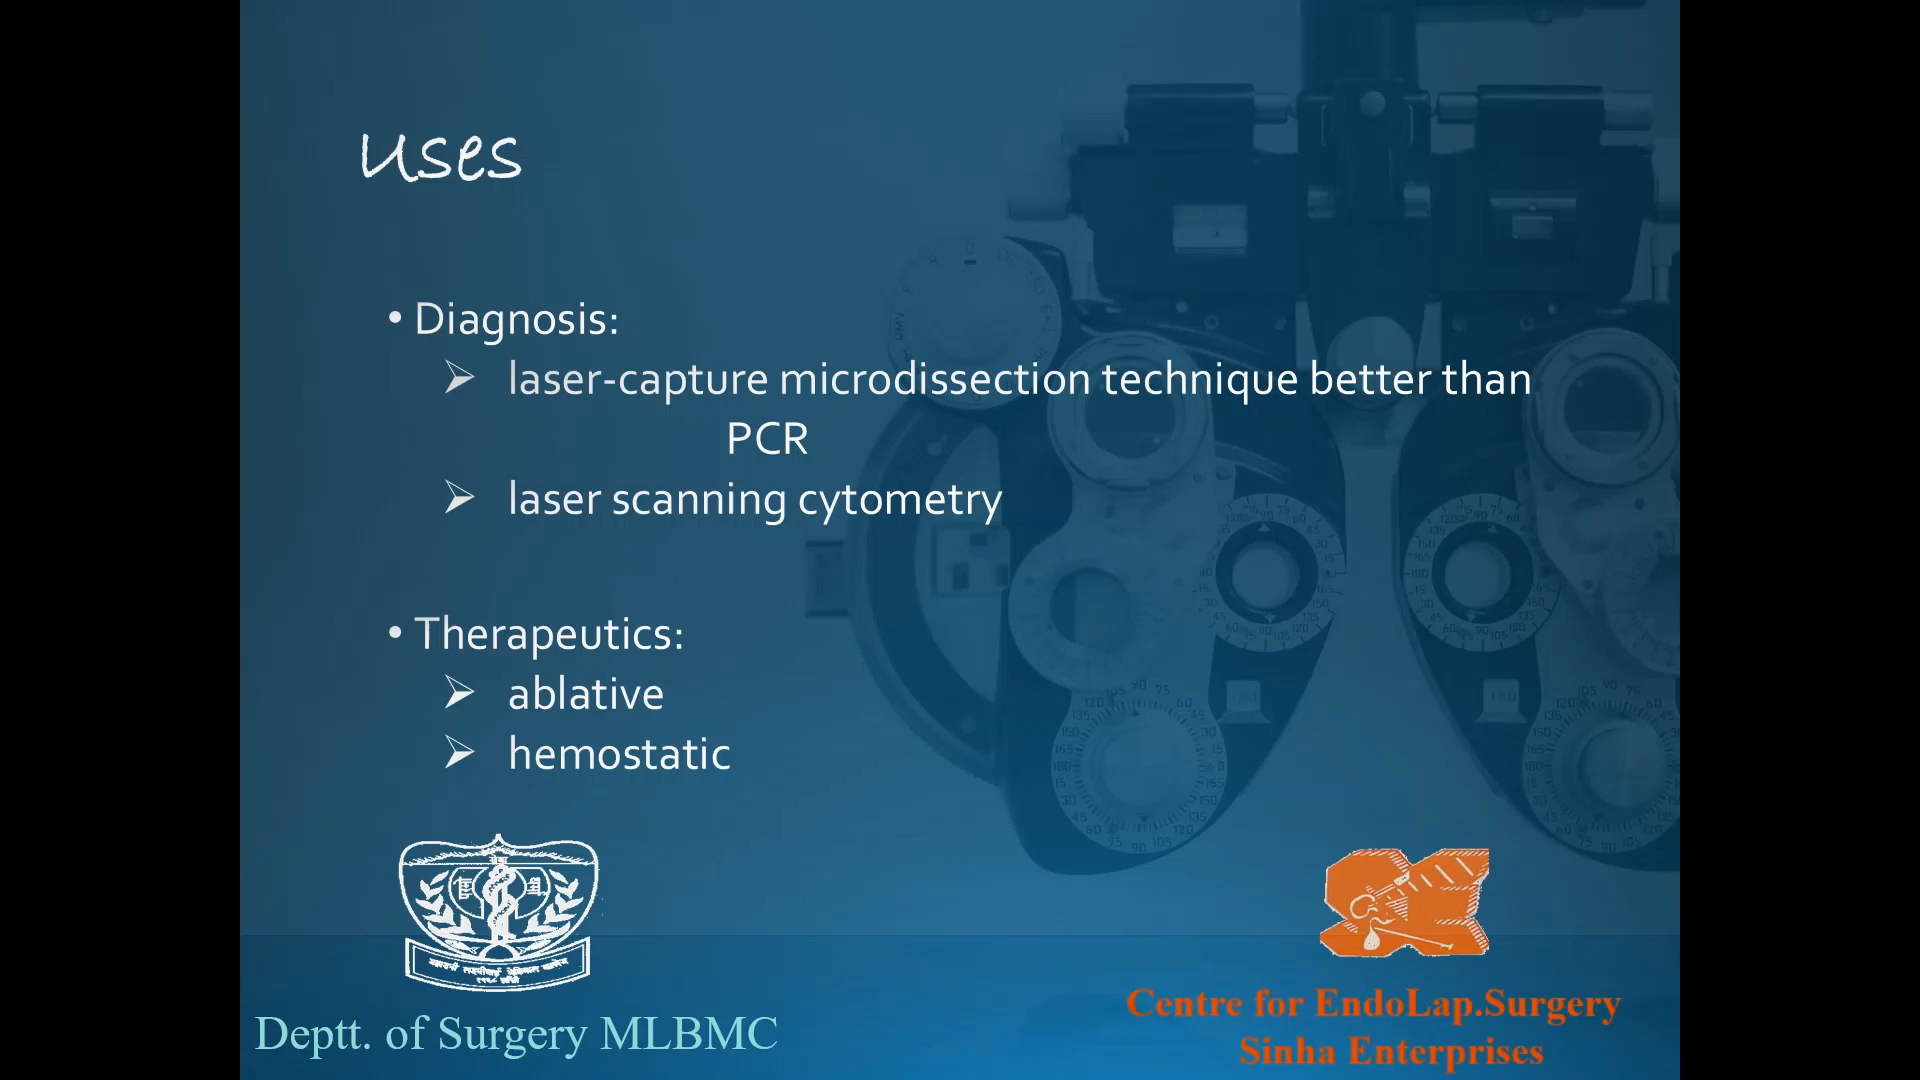 Uses
• Diagnosis:
➢ laser-capture microdissection technique better than
PCR
➢ laser scanning cytometry
• Therapeutics:
➢ ablative
➢ hemostatic
Deptt. of Surgery MLBMC
Centre for EndoLap.Surgery
Sinha Enterprises